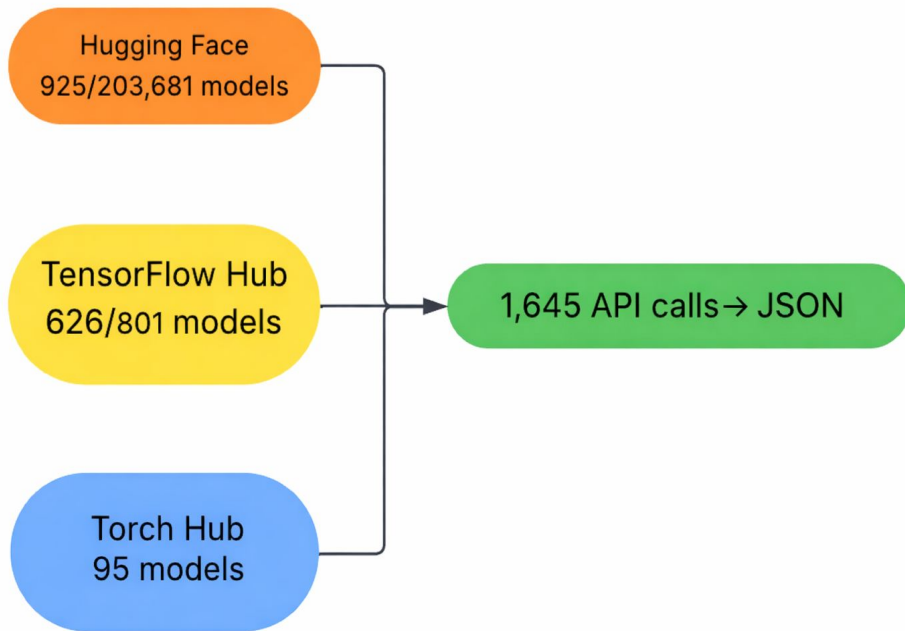 Hugging Face
925/203,681 models
TensorFlow Hub
626/801 models
1,645 API calls→ JSON
Torch Hub
95 models